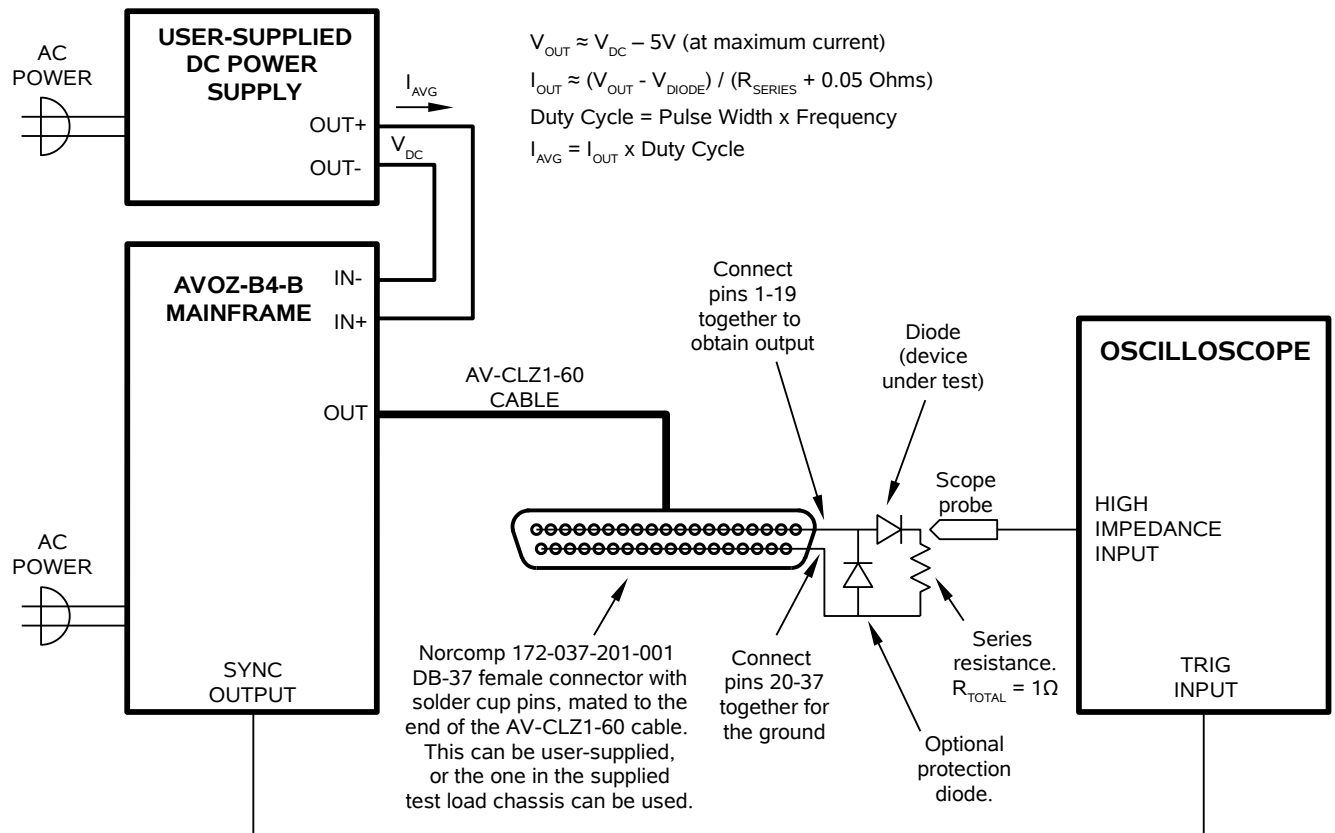 AC
POWER
USER-SUPPLIED
DC POWER
SUPPLY
OUT+
OUT-
I_AVG
V_DC
V_OUT ≈ V_DC – 5V (at maximum current)
I_OUT ≈ (V_OUT - V_DIODE) / (R_SERIES + 0.05 Ohms)
Duty Cycle = Pulse Width x Frequency
I_AVG = I_OUT x Duty Cycle
AVOZ-B4-B
MAINFRAME
IN-
IN+
OUT
AC
POWER
SYNC
OUTPUT
AV-CLZ1-60
CABLE
Connect
pins 1-19
together to
obtain output
Diode
(device
under test)
Scope
probe
OSCILLOSCOPE
HIGH
IMPEDANCE
INPUT
TRIG
INPUT
Norcomp 172-037-201-001
DB-37 female connector with
solder cup pins, mated to the
end of the AV-CLZ1-60 cable.
This can be user-supplied,
or the one in the supplied
test load chassis can be used.
Connect
pins 20-37
together for
the ground
Series
resistance.
R_TOTAL = 1Ω
Optional
protection
diode.